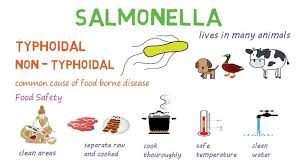 SALMONELLA
TYPHOIDAL
NON - TYPHOIDAL
lives in many animals
common cause of food borne disease
Food Safety
clean areas
separate raw
and cooked
cook
thouroughly
safe
temperature
clean
water